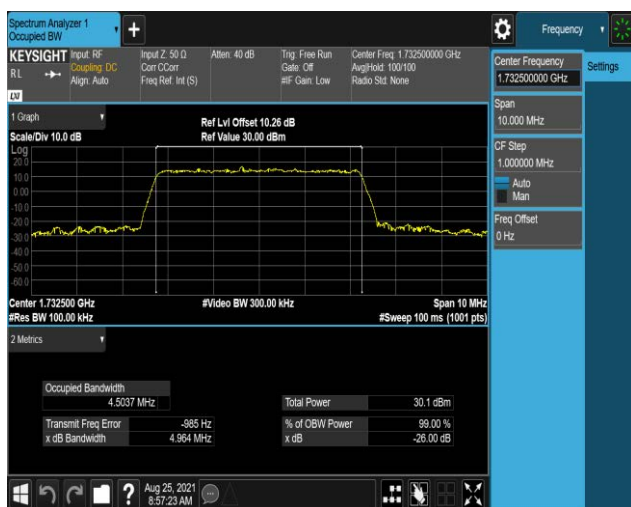 Spectrum Analyzer 1
Occupied BW
Frequency
KEYSIGHT
RL
LXI
Input: RF
Coupling: DC
Align: Auto
Input Z: 50 Ω
Corr CCorr
Freq Ref: Int (S)
Atten: 40 dB
Trig: Free Run
Gate: Off
#IF Gain: Low
Center Freq: 1.732500000 GHz
Avg|Hold: 100/100
Radio Std: None
Center Frequency
1.732500000 GHz
Settings
Span
10.000 MHz
CF Step
1.000000 MHz
Auto
Man
Freq Offset
0 Hz
1 Graph
Scale/Div 10.0 dB
Ref Lvl Offset 10.26 dB
Ref Value 30.00 dBm
Log
20.0
10.0
0.00
-10.0
-20.0
-30.0
-40.0
-50.0
-60.0
Center 1.732500 GHz
#Res BW 100.00 kHz
#Video BW 300.00 kHz
Span 10 MHz
#Sweep 100 ms (1001 pts)
2 Metrics
Occupied Bandwidth
4.5037 MHz
Total Power 30.1 dBm
Transmit Freq Error -985 Hz
% of OBW Power 99.00 %
x dB Bandwidth 4.964 MHz
x dB -26.00 dB
?
Aug 25, 2021
8:57:23 AM